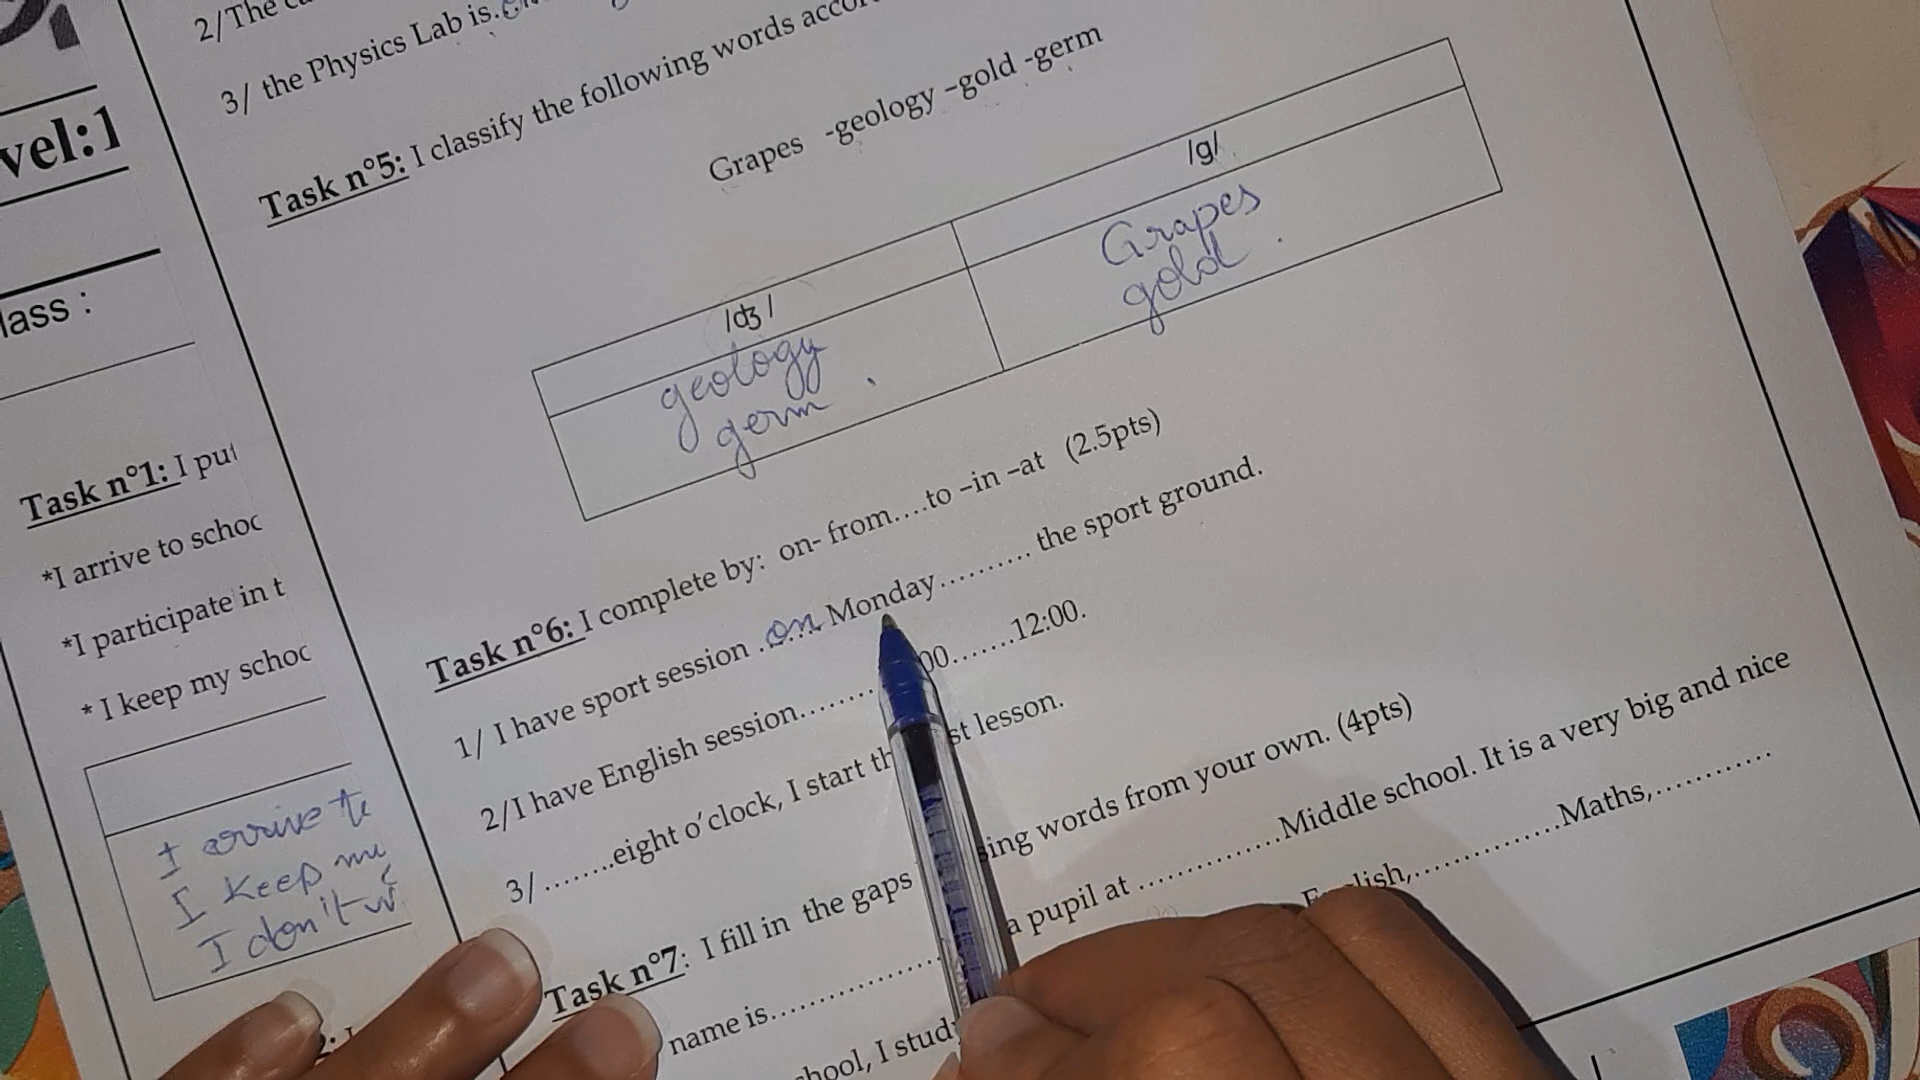 vel:1
lass :
Task n°1: I put
*I arrive to schoo
*I participate in t
* I keep my schoo
I arrive to
I keep my
I don't
2/The
3/ the Physics Lab is.
Task n°5: I classify the following words
Grapes -geology –gold -germ
/dʒ / /g/
geology Grapes
germ . gold .
Task n°6: I complete by: on- from....to –in –at (2.5pts)
1/ I have sport session .on. Monday.......... the sport ground.
2/I have English session........ 00.......12:00.
3/ ........eight o'clock, I start th st lesson.
Task n°7: I fill in the gaps sing words from your own. (4pts)
name is.................. a pupil at ..............Middle school. It is a very big and nice
hool, I study English,..............Maths,............